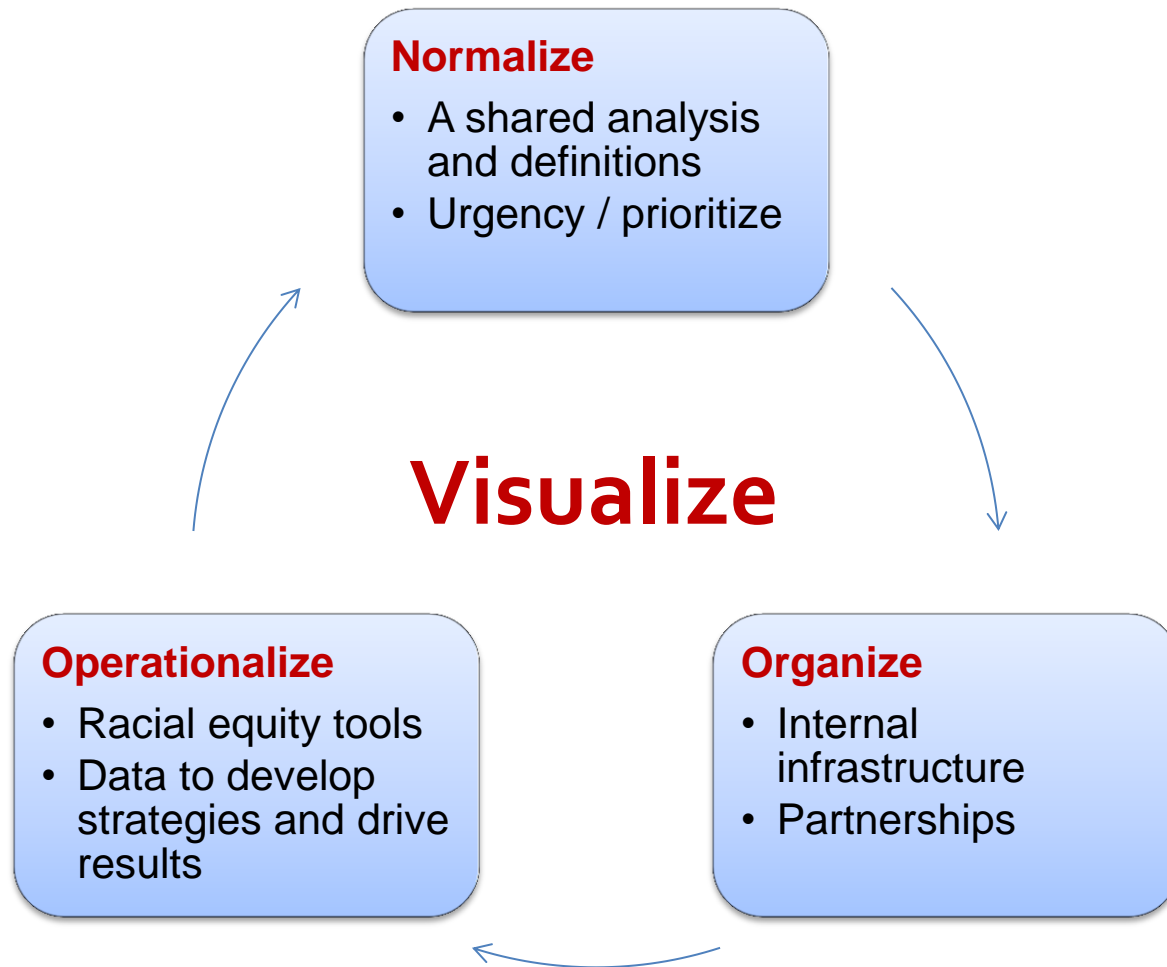 Normalize
• A shared analysis
and definitions
• Urgency / prioritize
Visualize
Operationalize
• Racial equity tools
• Data to develop
strategies and drive
results
Organize
• Internal
infrastructure
• Partnerships